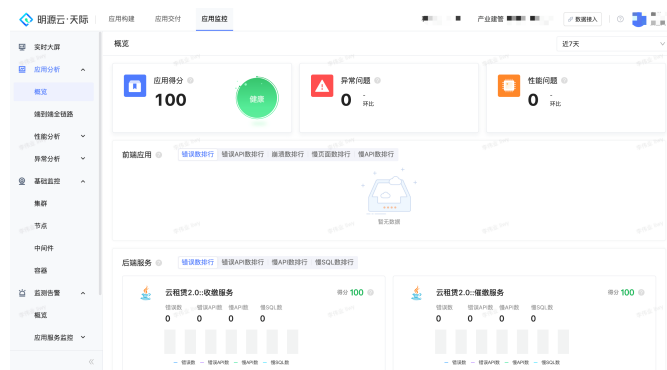 明源云·天际 应用构建 应用交付 应用监控 产业建管 数据接入
实时大屏
应用分析
概览
端到端全链路
性能分析
异常分析
基础监控
集群
节点
中间件
容器
监测告警
概览
应用服务监控
概览 近7天
应用得分
100
健康
异常问题
0 - 环比
性能问题
0 - 环比
前端应用 错误数排行 错误API数排行 崩溃数排行 慢页面数排行 慢API数排行
暂无数据
后端服务 错误数排行 错误API数排行 慢API数排行 慢SQL数排行
云租赁2.0::收缴服务 得分 100
错误数 错误API数 慢API数 慢SQL数
0 0 0 0
错误数 错误API数 慢API数 慢SQL数
云租赁2.0::催缴服务 得分 100
错误数 错误API数 慢API数 慢SQL数
0 0 0 0
错误数 错误API数 慢API数 慢SQL数